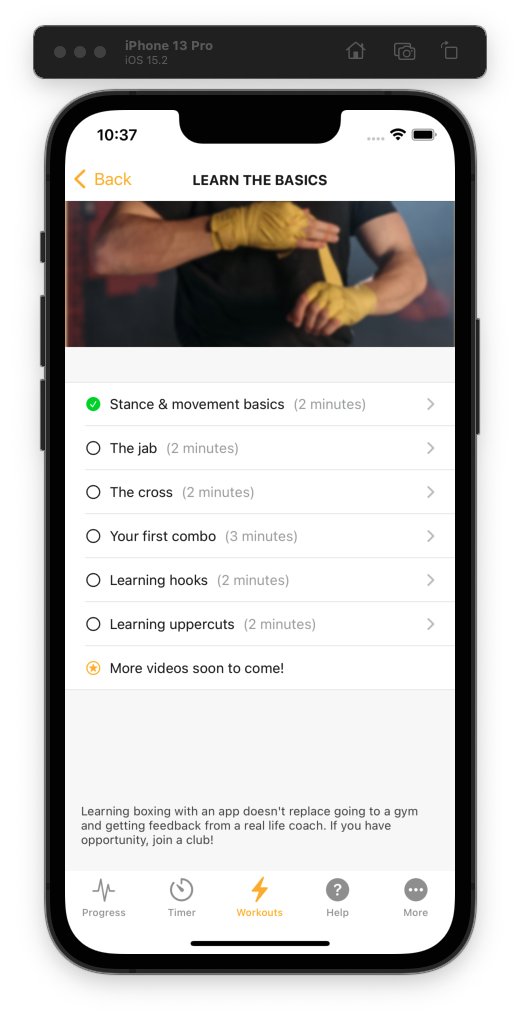 iPhone 13 Pro
iOS 15.2
10:37
Back
LEARN THE BASICS
Stance & movement basics (2 minutes)
The jab (2 minutes)
The cross (2 minutes)
Your first combo (3 minutes)
Learning hooks (2 minutes)
Learning uppercuts (2 minutes)
More videos soon to come!
Learning boxing with an app doesn't replace going to a gym
and getting feedback from a real life coach. If you have
opportunity, join a club!
Progress
Timer
Workouts
Help
More